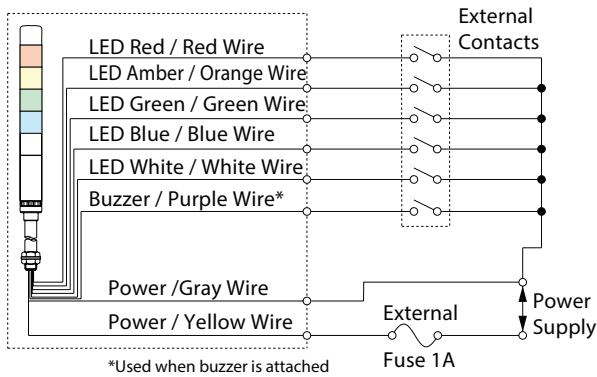 External
Contacts
LED Red / Red Wire
LED Amber / Orange Wire
LED Green / Green Wire
LED Blue / Blue Wire
LED White / White Wire
Buzzer / Purple Wire*
Power /Gray Wire
Power / Yellow Wire
External
Fuse 1A
Power
Supply
*Used when buzzer is attached